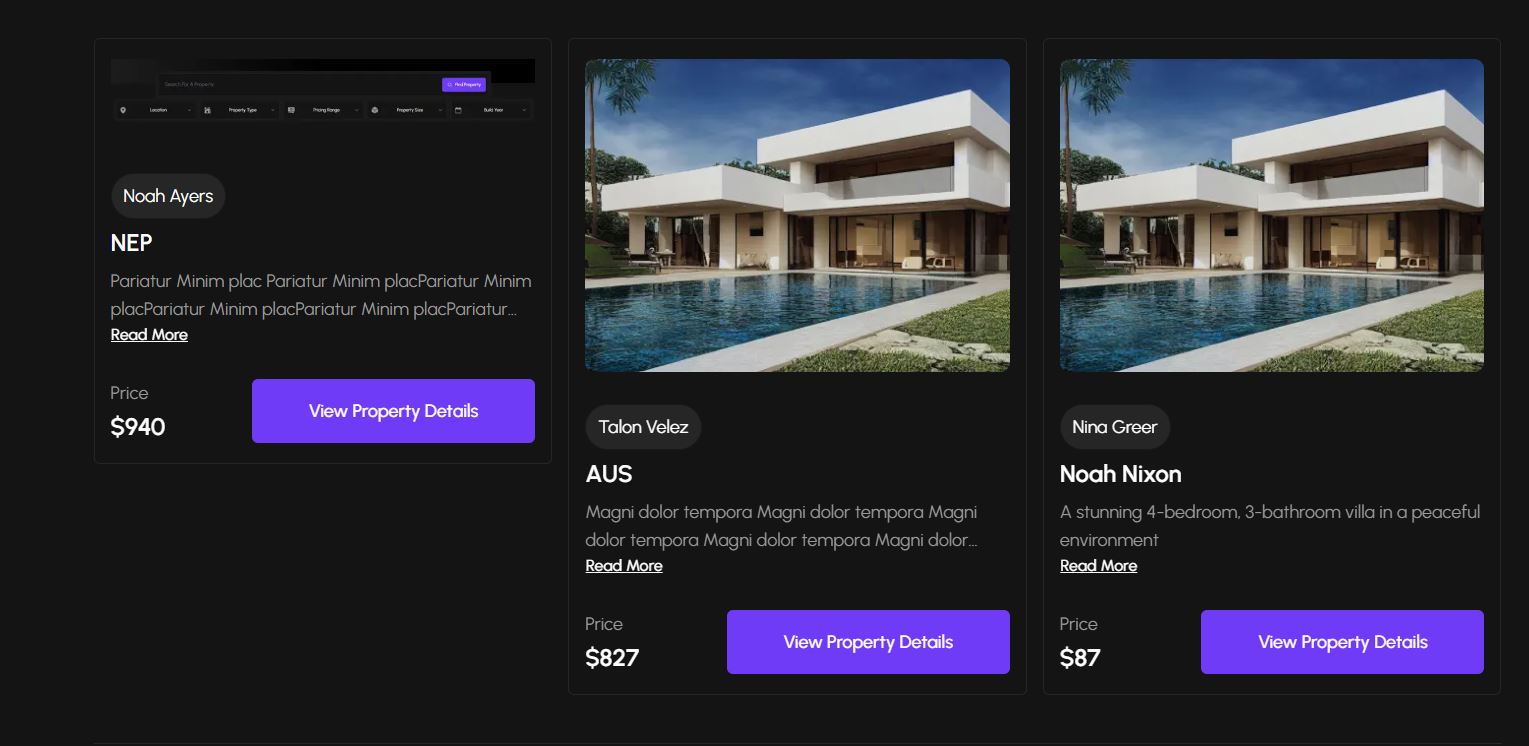 Search For A Property
Find Property
Location
Property Type
Pricing Range
Property Size
Build Year
Noah Ayers
NEP
Pariatur Minim plac Pariatur Minim placPariatur Minim
placPariatur Minim placPariatur Minim placPariatur...
Read More
Price
$940
View Property Details
Talon Velez
AUS
Magni dolor tempora Magni dolor tempora Magni
dolor tempora Magni dolor tempora Magni dolor...
Read More
Price
$827
View Property Details
Nina Greer
Noah Nixon
A stunning 4-bedroom, 3-bathroom villa in a peaceful
environment
Read More
Price
$87
View Property Details